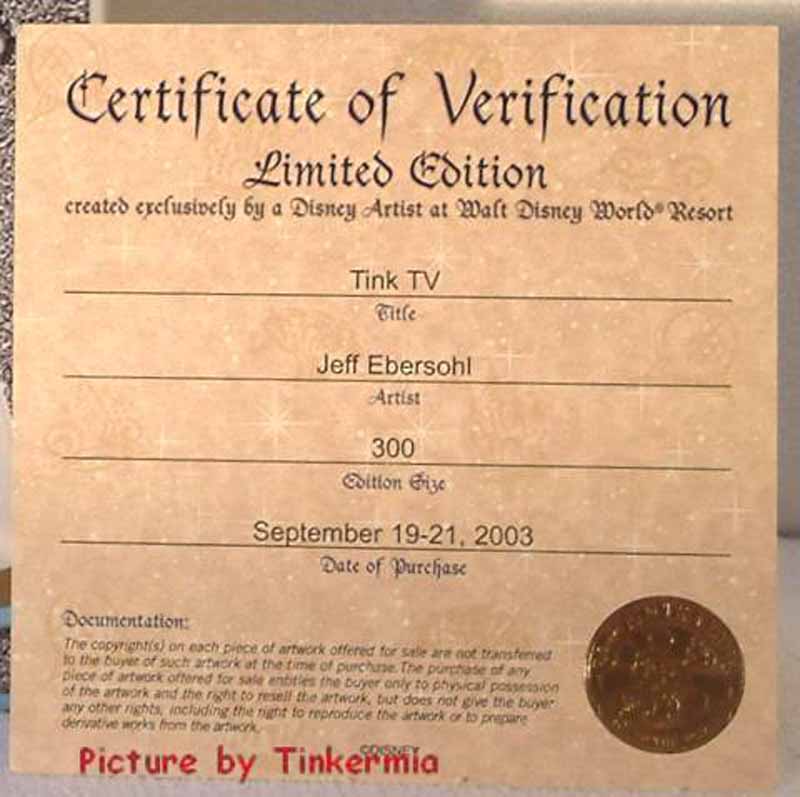 Certificate of Verification
Limited Edition
created exclusively by a Disney Artist at Walt Disney World® Resort
Tink TV
Title
Jeff Ebersohl
Artist
300
Edition Size
September 19-21, 2003
Date of Purchase
Documentation:
The copyright(s) on each piece of artwork offered for sale are not transferred
to the buyer of such artwork at the time of purchase. The purchase of any
piece of artwork offered for sale entitles the buyer only to physical possession
of the artwork and the right to resell the artwork, but does not give the buyer
any other rights, including the right to reproduce the artwork or to prepare
derivative works from the artwork.
©DISNEY
Picture by Tinkermia